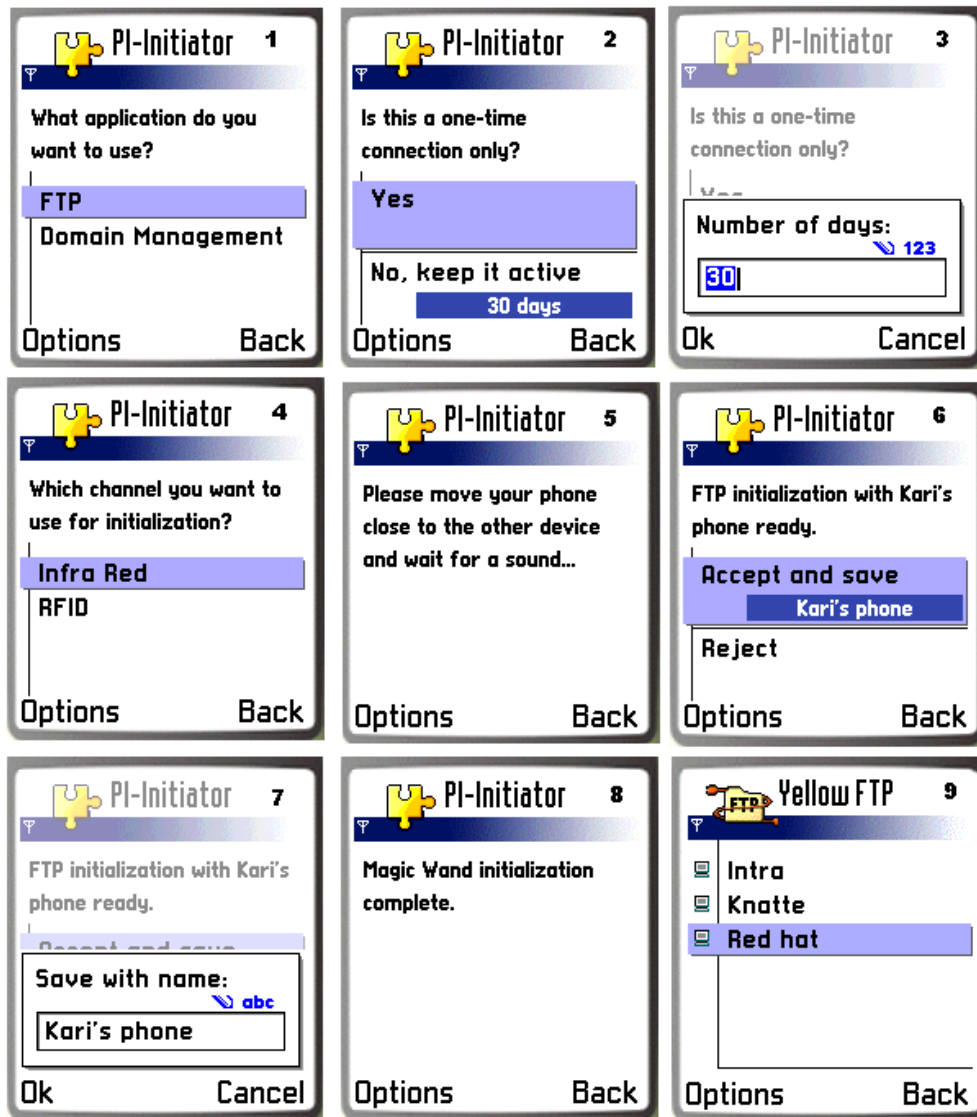 PI-Initiator 1
What application do you
want to use?
FTP
Domain Management
Options Back
PI-Initiator 2
Is this a one-time
connection only?
Yes
No, keep it active
30 days
Options Back
PI-Initiator 3
Is this a one-time
connection only?
Yes
Number of days:
123
30
Ok Cancel
PI-Initiator 4
Which channel you want to
use for initialization?
Infra Red
RFID
Options Back
PI-Initiator 5
Please move your phone
close to the other device
and wait for a sound...
Options Back
PI-Initiator 6
FTP initialization with Kari's
phone ready.
Accept and save
Kari's phone
Reject
Options Back
PI-Initiator 7
FTP initialization with Kari's
phone ready.
Accept and save
Save with name:
abc
Kari's phone
Ok Cancel
PI-Initiator 8
Magic Wand initialization
complete.
Options Back
FTP Yellow FTP 9
Intra
Knatte
Red hat
Options Back